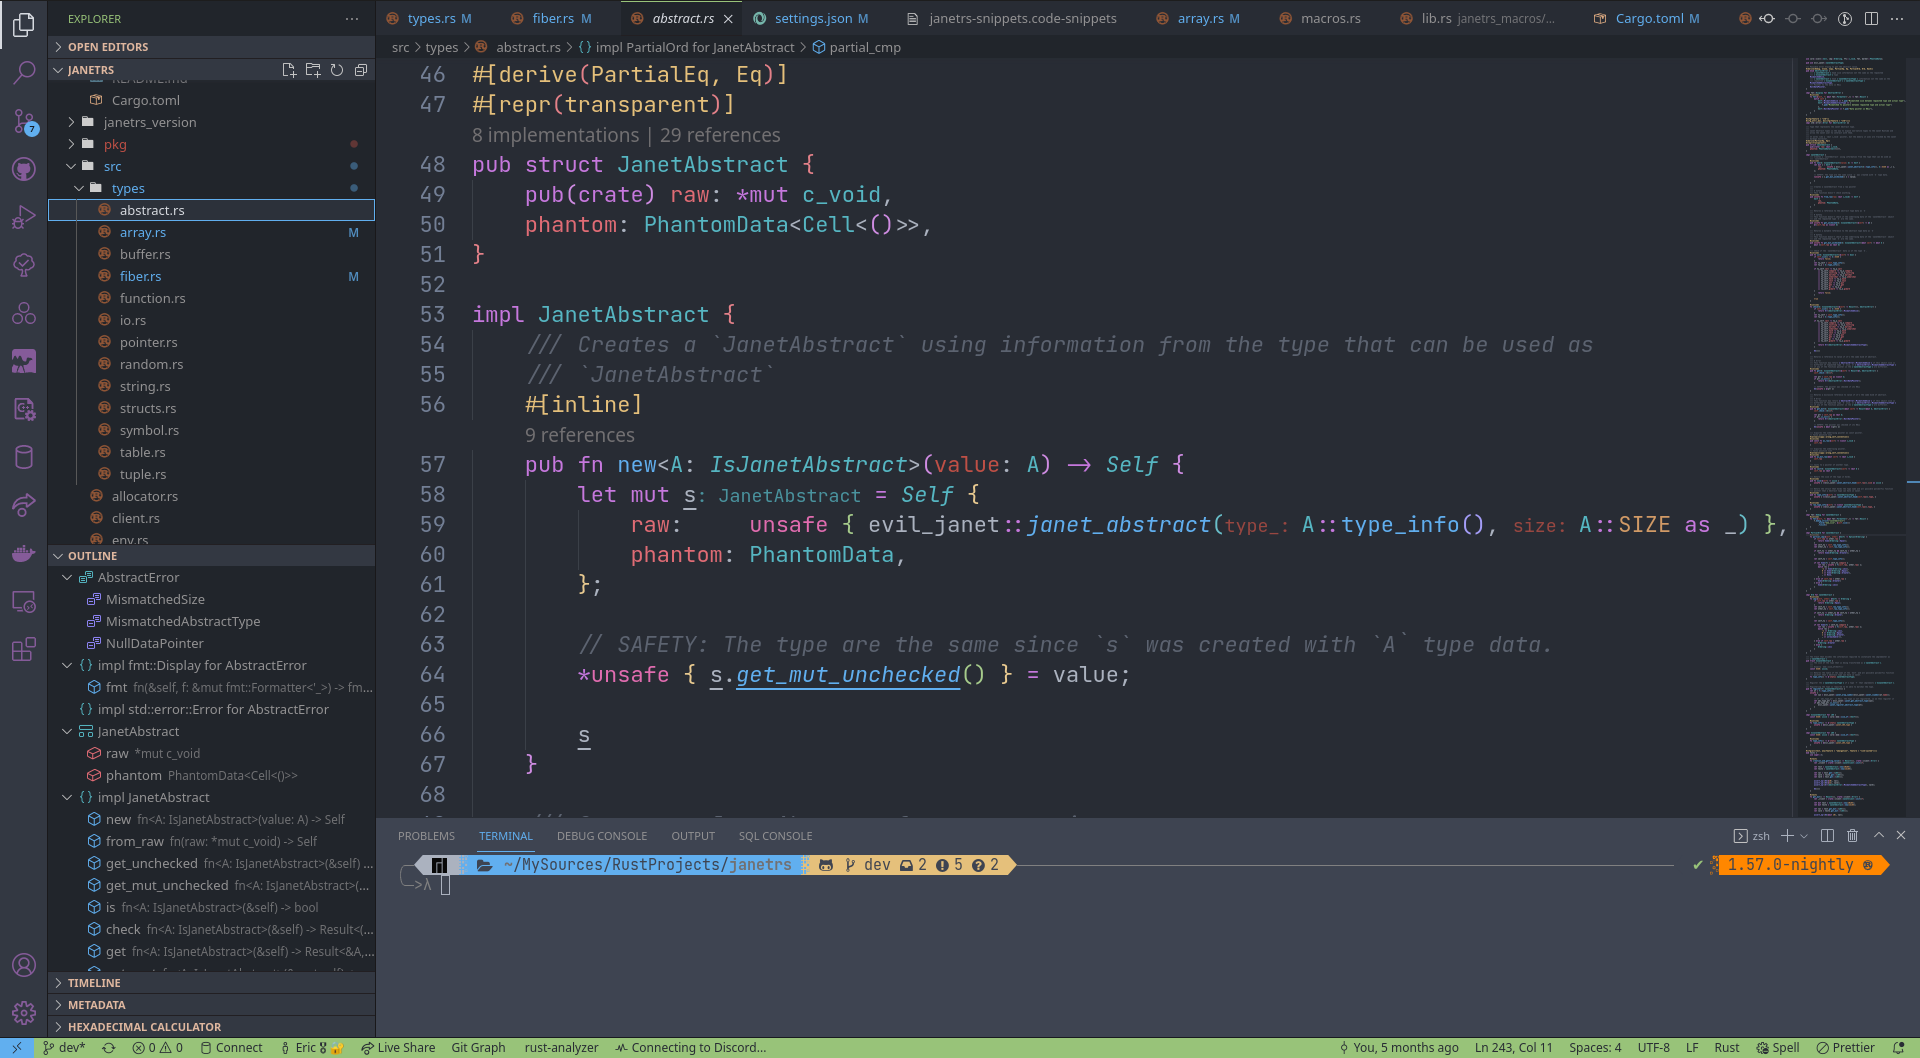 EXPLORER
OPEN EDITORS
JANETRS
README.md
Cargo.toml
janetrs_version
pkg
src
types
abstract.rs
array.rs M
buffer.rs
fiber.rs M
function.rs
io.rs
pointer.rs
random.rs
string.rs
structs.rs
symbol.rs
table.rs
tuple.rs
allocator.rs
client.rs
env.rs
OUTLINE
AbstractError
MismatchedSize
MismatchedAbstractType
NullDataPointer
impl fmt::Display for AbstractError
fmt fn(&self, f: &mut fmt::Formatter<'_>) -> fm...
impl std::error::Error for AbstractError
JanetAbstract
raw *mut c_void
phantom PhantomData<Cell<()>>
impl JanetAbstract
new fn<A: IsJanetAbstract>(value: A) -> Self
from_raw fn(raw: *mut c_void) -> Self
get_unchecked fn<A: IsJanetAbstract>(&self) ...
get_mut_unchecked fn<A: IsJanetAbstract>(...
is fn<A: IsJanetAbstract>(&self) -> bool
check fn<A: IsJanetAbstract>(&self) -> Result<(...
get fn<A: IsJanetAbstract>(&self) -> Result<&A,...
TIMELINE
METADATA
HEXADECIMAL CALCULATOR
types.rs M fiber.rs M abstract.rs settings.json M janetrs-snippets.code-snippets array.rs M macros.rs lib.rs janetrs_macros/... Cargo.toml M
src > types > abstract.rs > {} impl PartialOrd for JanetAbstract > partial_cmp
46 #[derive(PartialEq, Eq)]
47 #[repr(transparent)]
8 implementations | 29 references
48 pub struct JanetAbstract {
49 pub(crate) raw: *mut c_void,
50 phantom: PhantomData<Cell<()>>,
51 }
52
53 impl JanetAbstract {
54 /// Creates a `JanetAbstract` using information from the type that can be used as
55 /// `JanetAbstract`
56 #[inline]
9 references
57 pub fn new<A: IsJanetAbstract>(value: A) -> Self {
58 let mut s: JanetAbstract = Self {
59 raw: unsafe { evil_janet::janet_abstract(type_: A::type_info(), size: A::SIZE as _) },
60 phantom: PhantomData,
61 };
62
63 // SAFETY: The type are the same since `s` was created with `A` type data.
64 *unsafe { s.get_mut_unchecked() } = value;
65
66 s
67 }
68
PROBLEMS TERMINAL DEBUG CONSOLE OUTPUT SQL CONSOLE zsh
~/MySources/RustProjects/janetrs dev 2 5 2 ✔ 1.57.0-nightly
>λ
7
dev* 0 0 Connect Eric Live Share Git Graph rust-analyzer Connecting to Discord... You, 5 months ago Ln 243, Col 11 Spaces: 4 UTF-8 LF Rust Spell Prettier